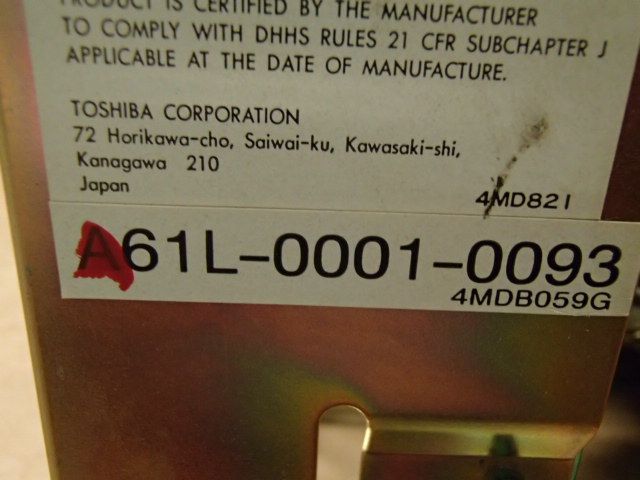 PRODUCT IS CERTIFIED BY THE MANUFACTURER
TO COMPLY WITH DHHS RULES 21 CFR SUBCHAPTER J
APPLICABLE AT THE DATE OF MANUFACTURE.
TOSHIBA CORPORATION
72 Horikawa-cho, Saiwai-ku, Kawasaki-shi,
Kanagawa 210
Japan
4MD821
A61L-0001-0093
4MDB059G